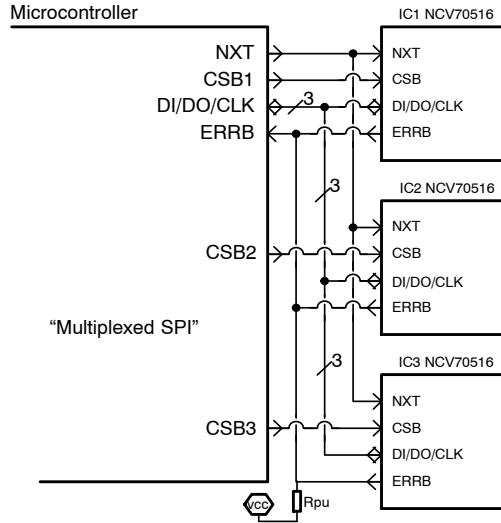 Microcontroller
IC1 NCV70516
NXT
NXT
CSB1
CSB
DI/DO/CLK
3
DI/DO/CLK
ERRB
ERRB
3
IC2 NCV70516
NXT
CSB2
CSB
DI/DO/CLK
ERRB
“Multiplexed SPI”
3
IC3 NCV70516
NXT
CSB3
CSB
DI/DO/CLK
ERRB
VCC
Rpu